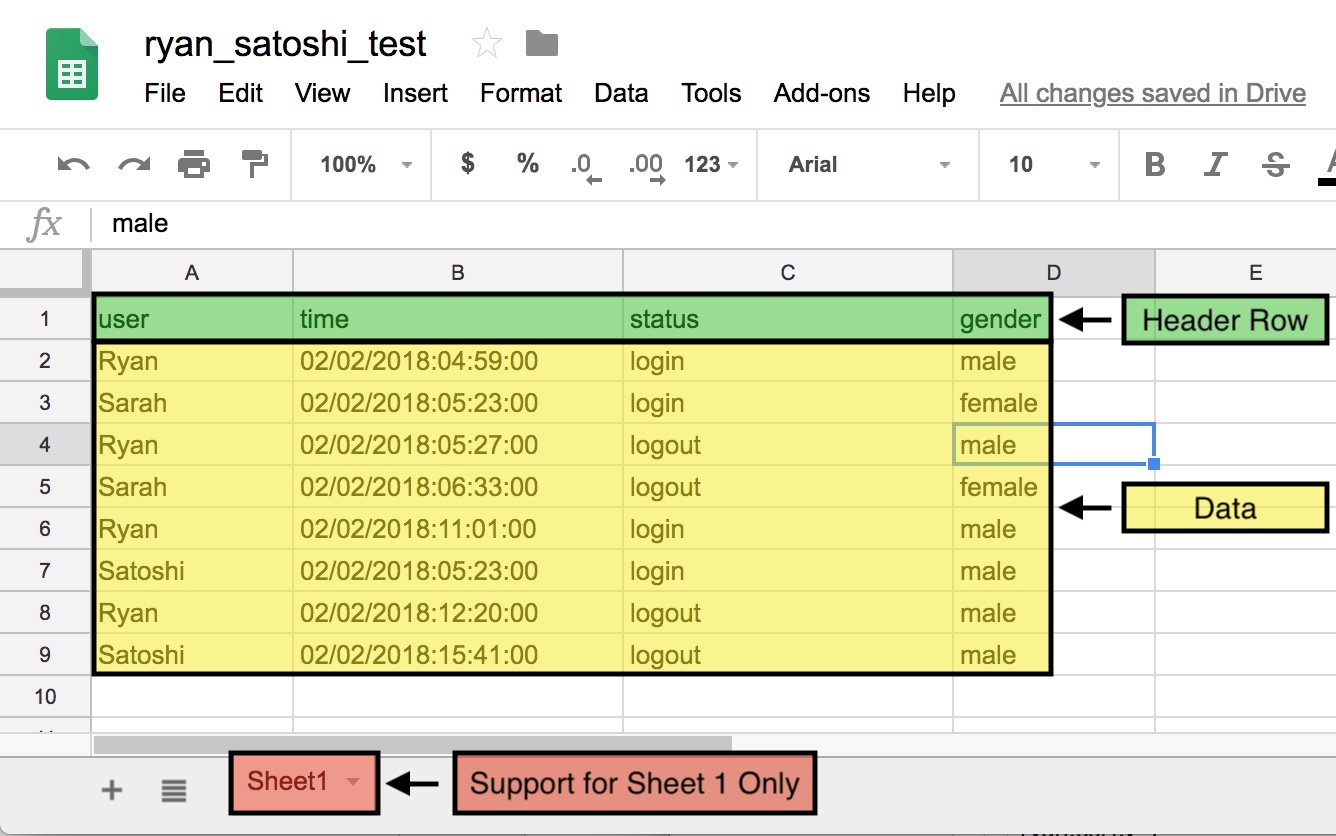 ryan_satoshi_test
File Edit View Insert Format Data Tools Add-ons Help All changes saved in Drive
100% $ % .0 .00 123 Arial 10 B I S A
fx male
A B C D E
1 user time status gender Header Row
2 Ryan 02/02/2018:04:59:00 login male
3 Sarah 02/02/2018:05:23:00 login female
4 Ryan 02/02/2018:05:27:00 logout male
5 Sarah 02/02/2018:06:33:00 logout female
Data
6 Ryan 02/02/2018:11:01:00 login male
7 Satoshi 02/02/2018:05:23:00 login male
8 Ryan 02/02/2018:12:20:00 logout male
9 Satoshi 02/02/2018:15:41:00 logout male
10
Sheet1 Support for Sheet 1 Only